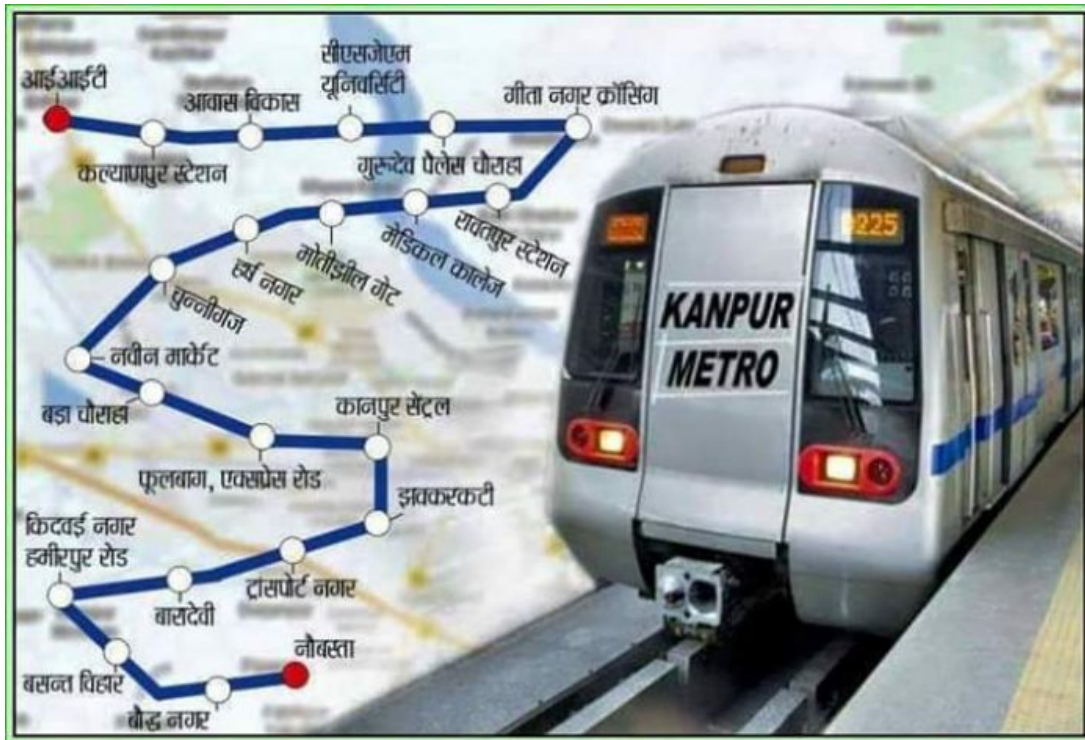 आईआईटी
कल्याणपुर स्टेशन
आवास विकास
सीएसजेएम
यूनिवर्सिटी
गुरुदेव पैलेस चौराहा
गीता नगर क्रॉसिंग
रावतपुर स्टेशन
मेडिकल कालेज
मोतीझील गेट
हर्ष नगर
चुन्नीगंज
नवीन मार्केट
बड़ा चौराहा
फूलबाग, एक्सप्रेस रोड
कानपुर सेंट्रल
झकरकटी
ट्रांसपोर्ट नगर
बारादेवी
किदवई नगर
हमीरपुर रोड
बसन्त विहार
बौद्ध नगर
नौबस्ता
KANPUR
METRO